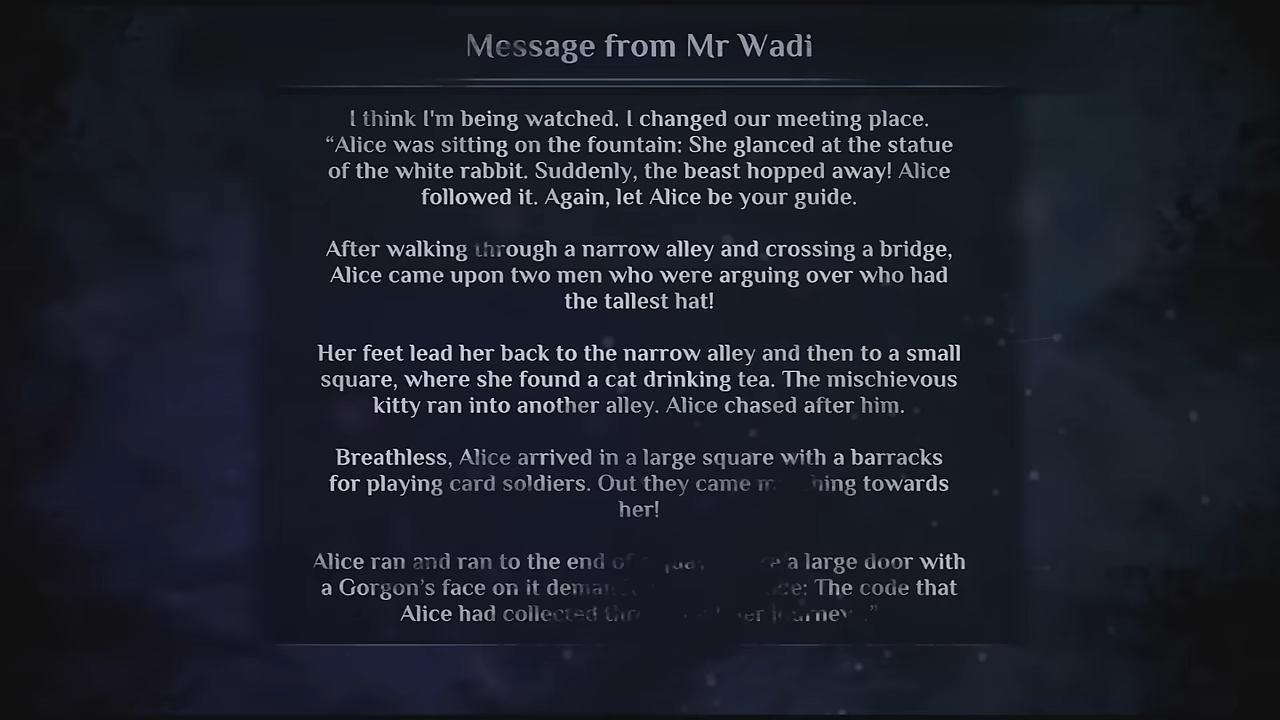 Message from Mr Wadi
I think I'm being watched. I changed our meeting place.
“Alice was sitting on the fountain: She glanced at the statue
of the white rabbit. Suddenly, the beast hopped away! Alice
followed it. Again, let Alice be your guide.
After walking through a narrow alley and crossing a bridge,
Alice came upon two men who were arguing over who had
the tallest hat!
Her feet lead her back to the narrow alley and then to a small
square, where she found a cat drinking tea. The mischievous
kitty ran into another alley. Alice chased after him.
Breathless, Alice arrived in a large square with a barracks
for playing card soldiers. Out they came towards
her!
Alice ran and ran to the end of a large door with
a Gorgon's face on it The code that
Alice had collected her journey ”